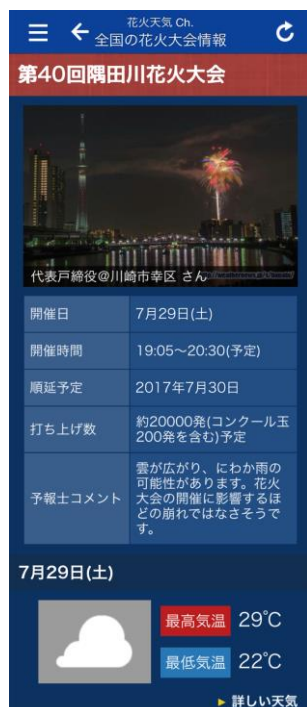 花火天気 Ch.
全国の花火大会情報
第40回隅田川花火大会
代表戸締役@川崎市幸区 さん
開催日
7月29日(土)
開催時間
19:05〜20:30(予定)
順延予定
2017年7月30日
打ち上げ数
約20000発(コンクール玉
200発を含む)予定
予報士コメント
雲が広がり、にわか雨の
可能性があります。花火
大会の開催に影響するほ
どの崩れではなさそうで
す。
7月29日(土)
最高気温 29℃
最低気温 22℃
詳しい天気